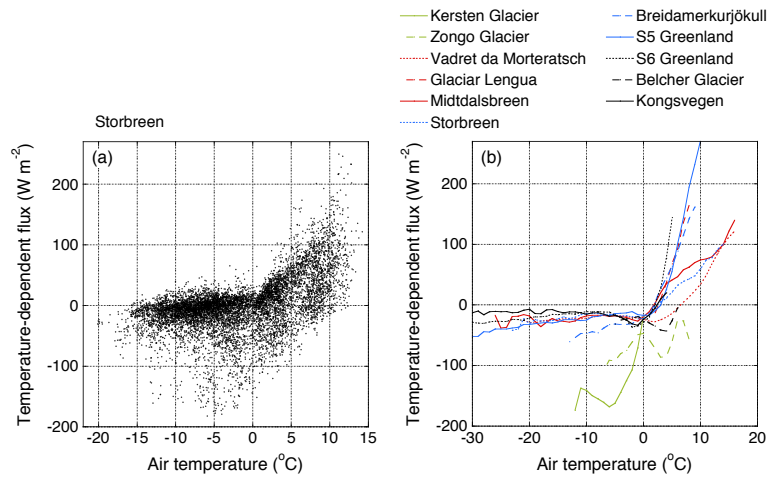 Kersten Glacier
Zongo Glacier
Vadret da Morteratsch
Glaciar Lengua
Midtdalsbreen
Storbreen
Breidamerkurjökull
S5 Greenland
S6 Greenland
Belcher Glacier
Kongsvegen
Storbreen
(a)
Temperature-dependent flux (W m-2)
200
100
0
-100
-200
-20 -15 -10 -5 0 5 10 15
Air temperature (oC)
(b)
Temperature-dependent flux (W m-2)
200
100
0
-100
-200
-30 -20 -10 0 10 20
Air temperature (oC)